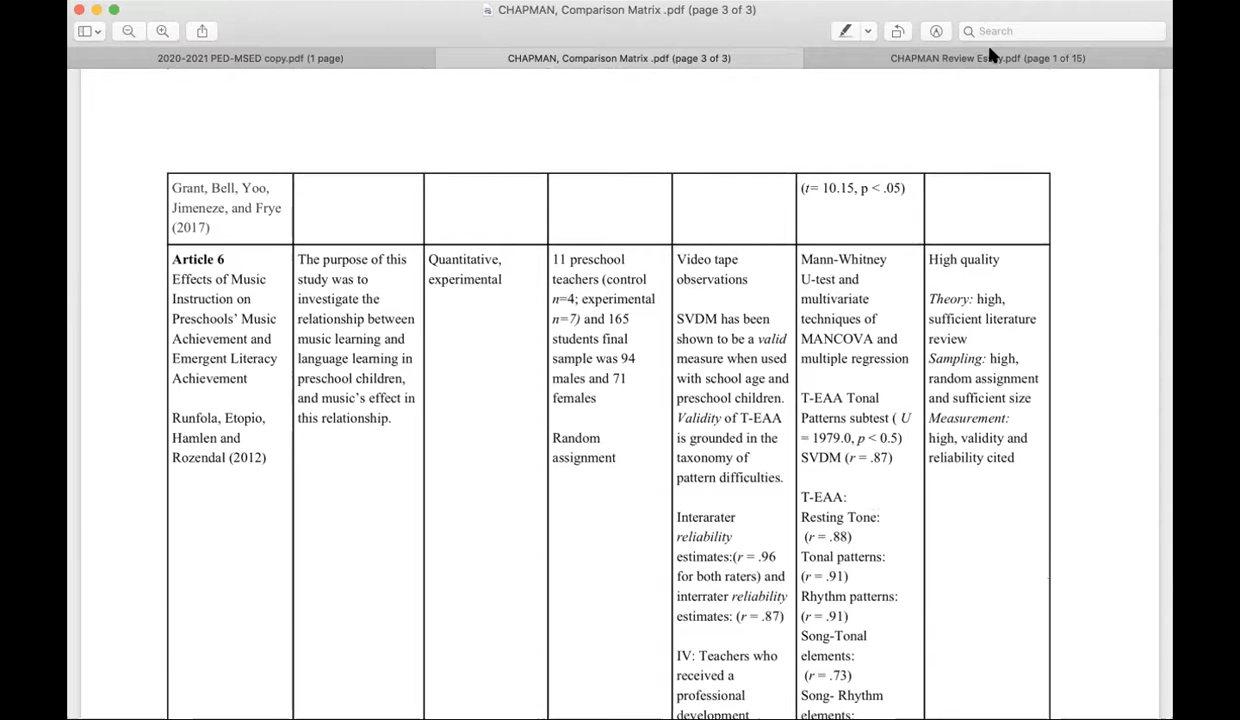 CHAPMAN, Comparison Matrix .pdf (page 3 of 3)
Search
2020-2021 PED-MSED copy.pdf (1 page)
CHAPMAN, Comparison Matrix .pdf (page 3 of 3)
CHAPMAN Review .pdf (page 1 of 15)
Grant, Bell, Yoo,
Jimeneze, and Frye
(2017)
(t= 10.15, p < .05)
Article 6
Effects of Music
Instruction on
Preschools’ Music
Achievement and
Emergent Literacy
Achievement
Runfola, Etopio,
Hamlen and
Rozendal (2012)
The purpose of this
study was to
investigate the
relationship between
music learning and
language learning in
preschool children,
and music’s effect in
this relationship.
Quantitative,
experimental
11 preschool
teachers (control
n=4; experimental
n=7) and 165
students final
sample was 94
males and 71
females
Random
assignment
Video tape
observations
SVDM has been
shown to be a valid
measure when used
with school age and
preschool children.
Validity of T-EAA
is grounded in the
taxonomy of
pattern difficulties.
Interarater
reliability
estimates:(r = .96
for both raters) and
interrater reliability
estimates: (r = .87)
IV: Teachers who
received a
professional
development
Mann-Whitney
U-test and
multivariate
techniques of
MANCOVA and
multiple regression
T-EAA Tonal
Patterns subtest ( U
= 1979.0, p < 0.5)
SVDM (r = .87)
T-EAA:
Resting Tone:
(r = .88)
Tonal patterns:
(r = .91)
Rhythm patterns:
(r = .91)
Song-Tonal
elements:
(r = .73)
Song- Rhythm
elements:
High quality
Theory: high,
sufficient literature
review
Sampling: high,
random assignment
and sufficient size
Measurement:
high, validity and
reliability cited